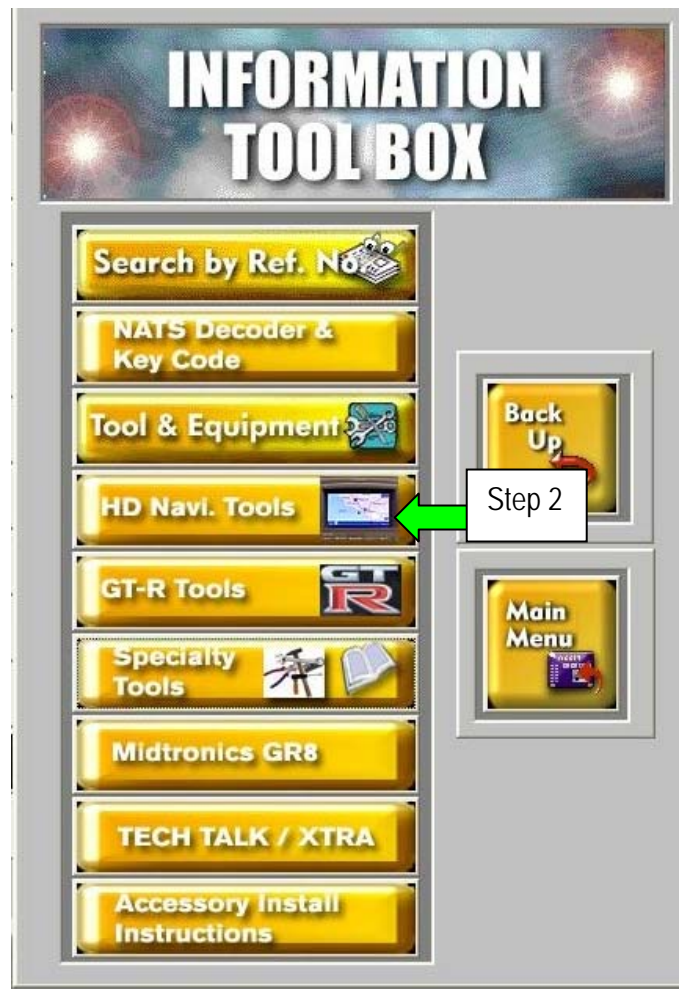 INFORMATION
TOOL BOX
Search by Ref. No.
NATS Decoder &
Key Code
Tool & Equipment
HD Navi. Tools
GT-R Tools
GT
R
Specialty
Tools
Midtronics GR8
TECH TALK / XTRA
Accessory Install
Instructions
Back
Up
Step 2
Main
Menu